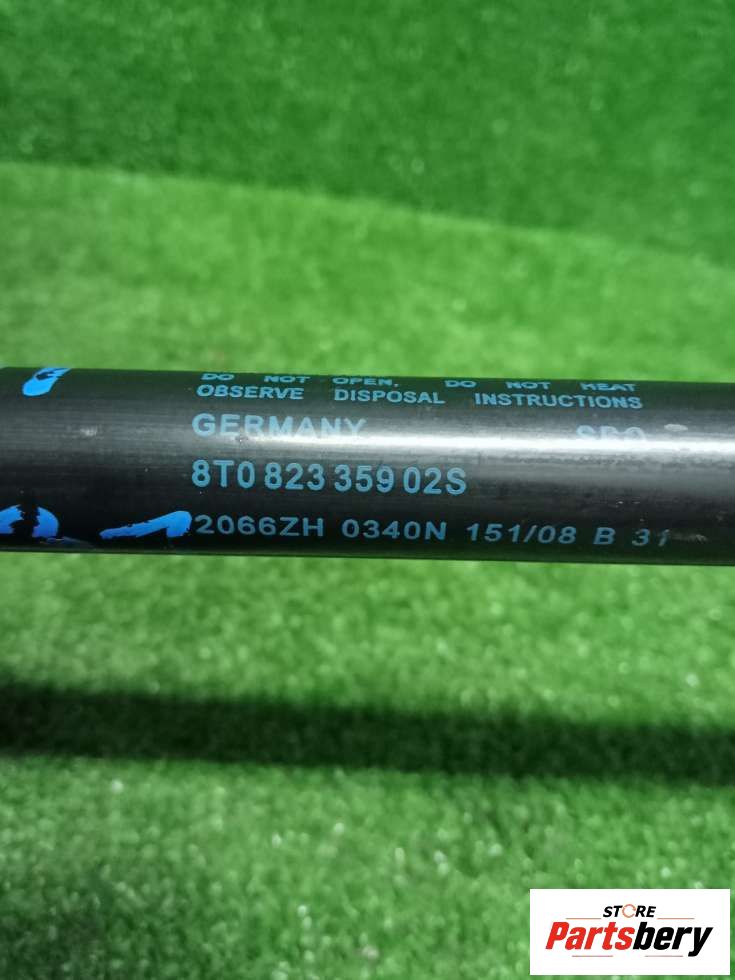 DO NOT OPEN. DO NOT HEAT
OBSERVE DISPOSAL INSTRUCTIONS
GERMANY
8T0 823 359 02S
2066ZH 0340N 151/08 B 31
STORE
Partsbery